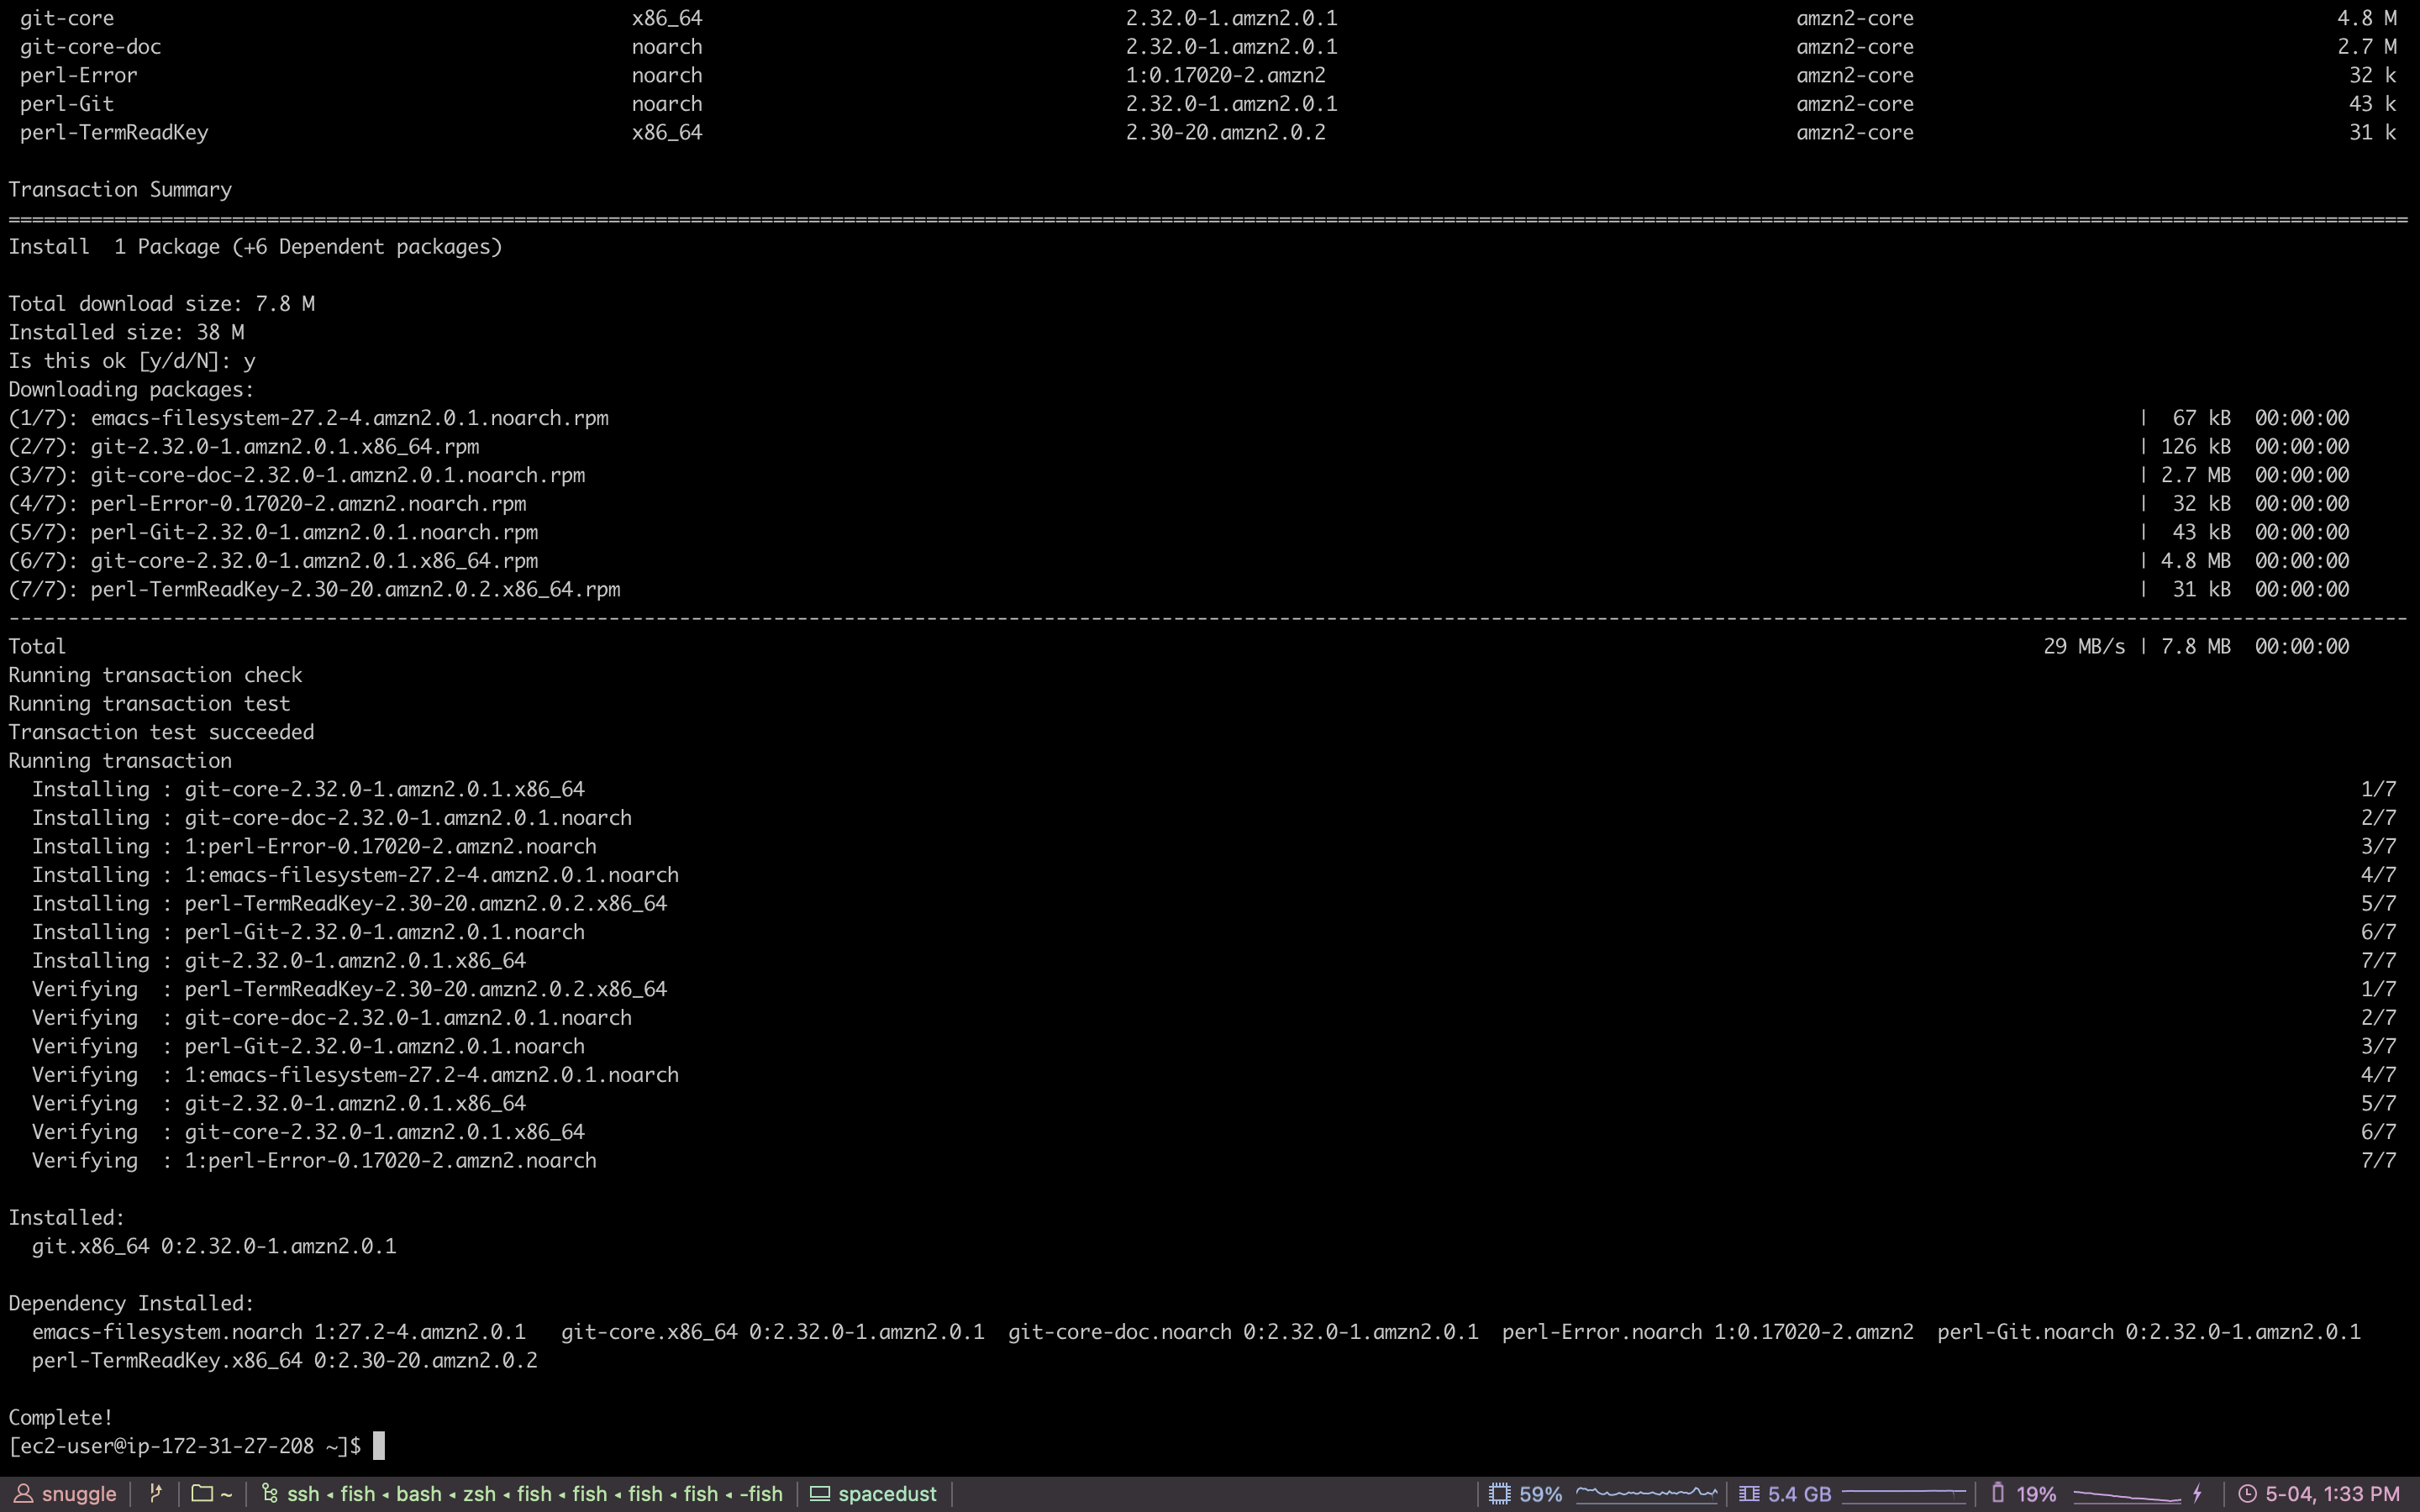 git-core x86_64 2.32.0-1.amzn2.0.1 amzn2-core 4.8 M
git-core-doc noarch 2.32.0-1.amzn2.0.1 amzn2-core 2.7 M
perl-Error noarch 1:0.17020-2.amzn2 amzn2-core 32 k
perl-Git noarch 2.32.0-1.amzn2.0.1 amzn2-core 43 k
perl-TermReadKey x86_64 2.30-20.amzn2.0.2 amzn2-core 31 k
Transaction Summary
Install  1 Package (+6 Dependent packages)
Total download size: 7.8 M
Installed size: 38 M
Is this ok [y/d/N]: y
Downloading packages:
(1/7): emacs-filesystem-27.2-4.amzn2.0.1.noarch.rpm | 67 kB 00:00:00
(2/7): git-2.32.0-1.amzn2.0.1.x86_64.rpm | 126 kB 00:00:00
(3/7): git-core-doc-2.32.0-1.amzn2.0.1.noarch.rpm | 2.7 MB 00:00:00
(4/7): perl-Error-0.17020-2.amzn2.noarch.rpm | 32 kB 00:00:00
(5/7): perl-Git-2.32.0-1.amzn2.0.1.noarch.rpm | 43 kB 00:00:00
(6/7): git-core-2.32.0-1.amzn2.0.1.x86_64.rpm | 4.8 MB 00:00:00
(7/7): perl-TermReadKey-2.30-20.amzn2.0.2.x86_64.rpm | 31 kB 00:00:00
Total 29 MB/s | 7.8 MB 00:00:00
Running transaction check
Running transaction test
Transaction test succeeded
Running transaction
Installing : git-core-2.32.0-1.amzn2.0.1.x86_64 1/7
Installing : git-core-doc-2.32.0-1.amzn2.0.1.noarch 2/7
Installing : 1:perl-Error-0.17020-2.amzn2.noarch 3/7
Installing : 1:emacs-filesystem-27.2-4.amzn2.0.1.noarch 4/7
Installing : perl-TermReadKey-2.30-20.amzn2.0.2.x86_64 5/7
Installing : perl-Git-2.32.0-1.amzn2.0.1.noarch 6/7
Installing : git-2.32.0-1.amzn2.0.1.x86_64 7/7
Verifying  : perl-TermReadKey-2.30-20.amzn2.0.2.x86_64 1/7
Verifying  : git-core-doc-2.32.0-1.amzn2.0.1.noarch 2/7
Verifying  : perl-Git-2.32.0-1.amzn2.0.1.noarch 3/7
Verifying  : 1:emacs-filesystem-27.2-4.amzn2.0.1.noarch 4/7
Verifying  : git-2.32.0-1.amzn2.0.1.x86_64 5/7
Verifying  : git-core-2.32.0-1.amzn2.0.1.x86_64 6/7
Verifying  : 1:perl-Error-0.17020-2.amzn2.noarch 7/7
Installed:
git.x86_64 0:2.32.0-1.amzn2.0.1
Dependency Installed:
emacs-filesystem.noarch 1:27.2-4.amzn2.0.1 git-core.x86_64 0:2.32.0-1.amzn2.0.1 git-core-doc.noarch 0:2.32.0-1.amzn2.0.1 perl-Error.noarch 1:0.17020-2.amzn2 perl-Git.noarch 0:2.32.0-1.amzn2.0.1
perl-TermReadKey.x86_64 0:2.30-20.amzn2.0.2
Complete!
[ec2-user@ip-172-31-27-208 ~]$
snuggle ~ ssh ◂ fish ◂ bash ◂ zsh ◂ fish ◂ fish ◂ fish ◂ fish ◂ -fish spacedust 59% 5.4 GB 19% 5-04, 1:33 PM